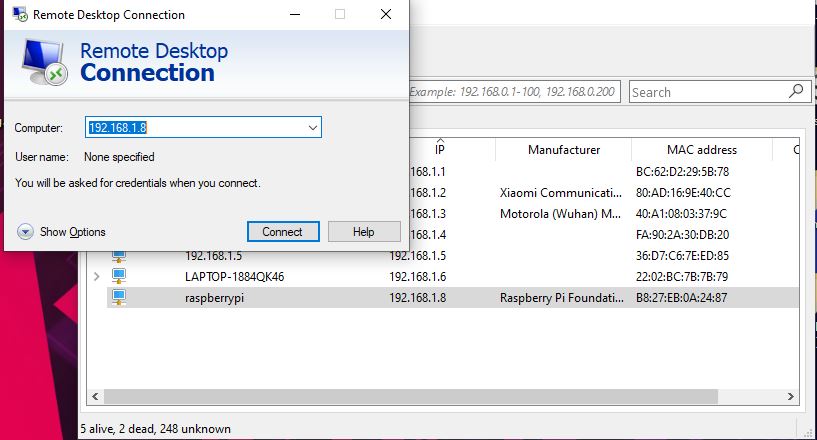 Remote Desktop Connection
Remote Desktop
Connection
Computer:
192.168.1.8
User name: None specified
You will be asked for credentials when you connect.
Show Options
Connect
Help
Example: 192.168.0.1-100, 192.168.0.200
Search
IP Manufacturer MAC address C
168.1.1 BC:62:D2:29:5B:78
168.1.2 Xiaomi Communicati... 80:AD:16:9E:40:CC
168.1.3 Motorola (Wuhan) M... 40:A1:08:03:37:9C
168.1.4 FA:90:2A:30:DB:20
192.168.1.5 168.1.5 36:D7:C6:7E:ED:85
LAPTOP-1884QK46 192.168.1.6 22:02:BC:7B:7B:79
raspberrypi 192.168.1.8 Raspberry Pi Foundati... B8:27:EB:0A:24:87
5 alive, 2 dead, 248 unknown